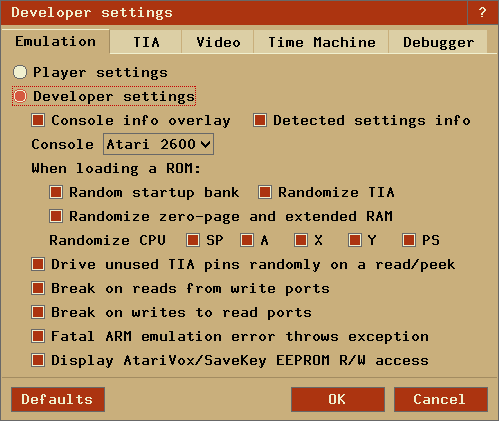 Developer settings ?
Emulation TIA Video Time Machine Debugger
Player settings
Developer settings
Console info overlay Detected settings info
Console Atari 2600
When loading a ROM:
Random startup bank Randomize TIA
Randomize zero-page and extended RAM
Randomize CPU SP A X Y PS
Drive unused TIA pins randomly on a read/peek
Break on reads from write ports
Break on writes to read ports
Fatal ARM emulation error throws exception
Display AtariVox/SaveKey EEPROM R/W access
Defaults OK Cancel